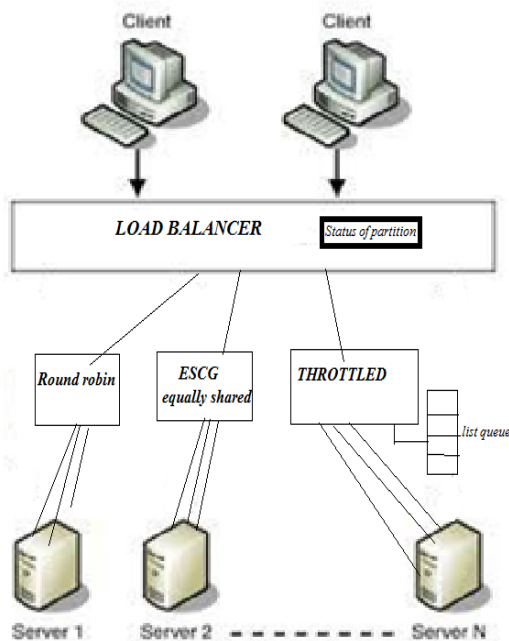 Client Client
LOAD BALANCER Status of partition
Round robin
ESCG
equally shared
THROTTLED
list queue
Server 1 Server 2 Server N